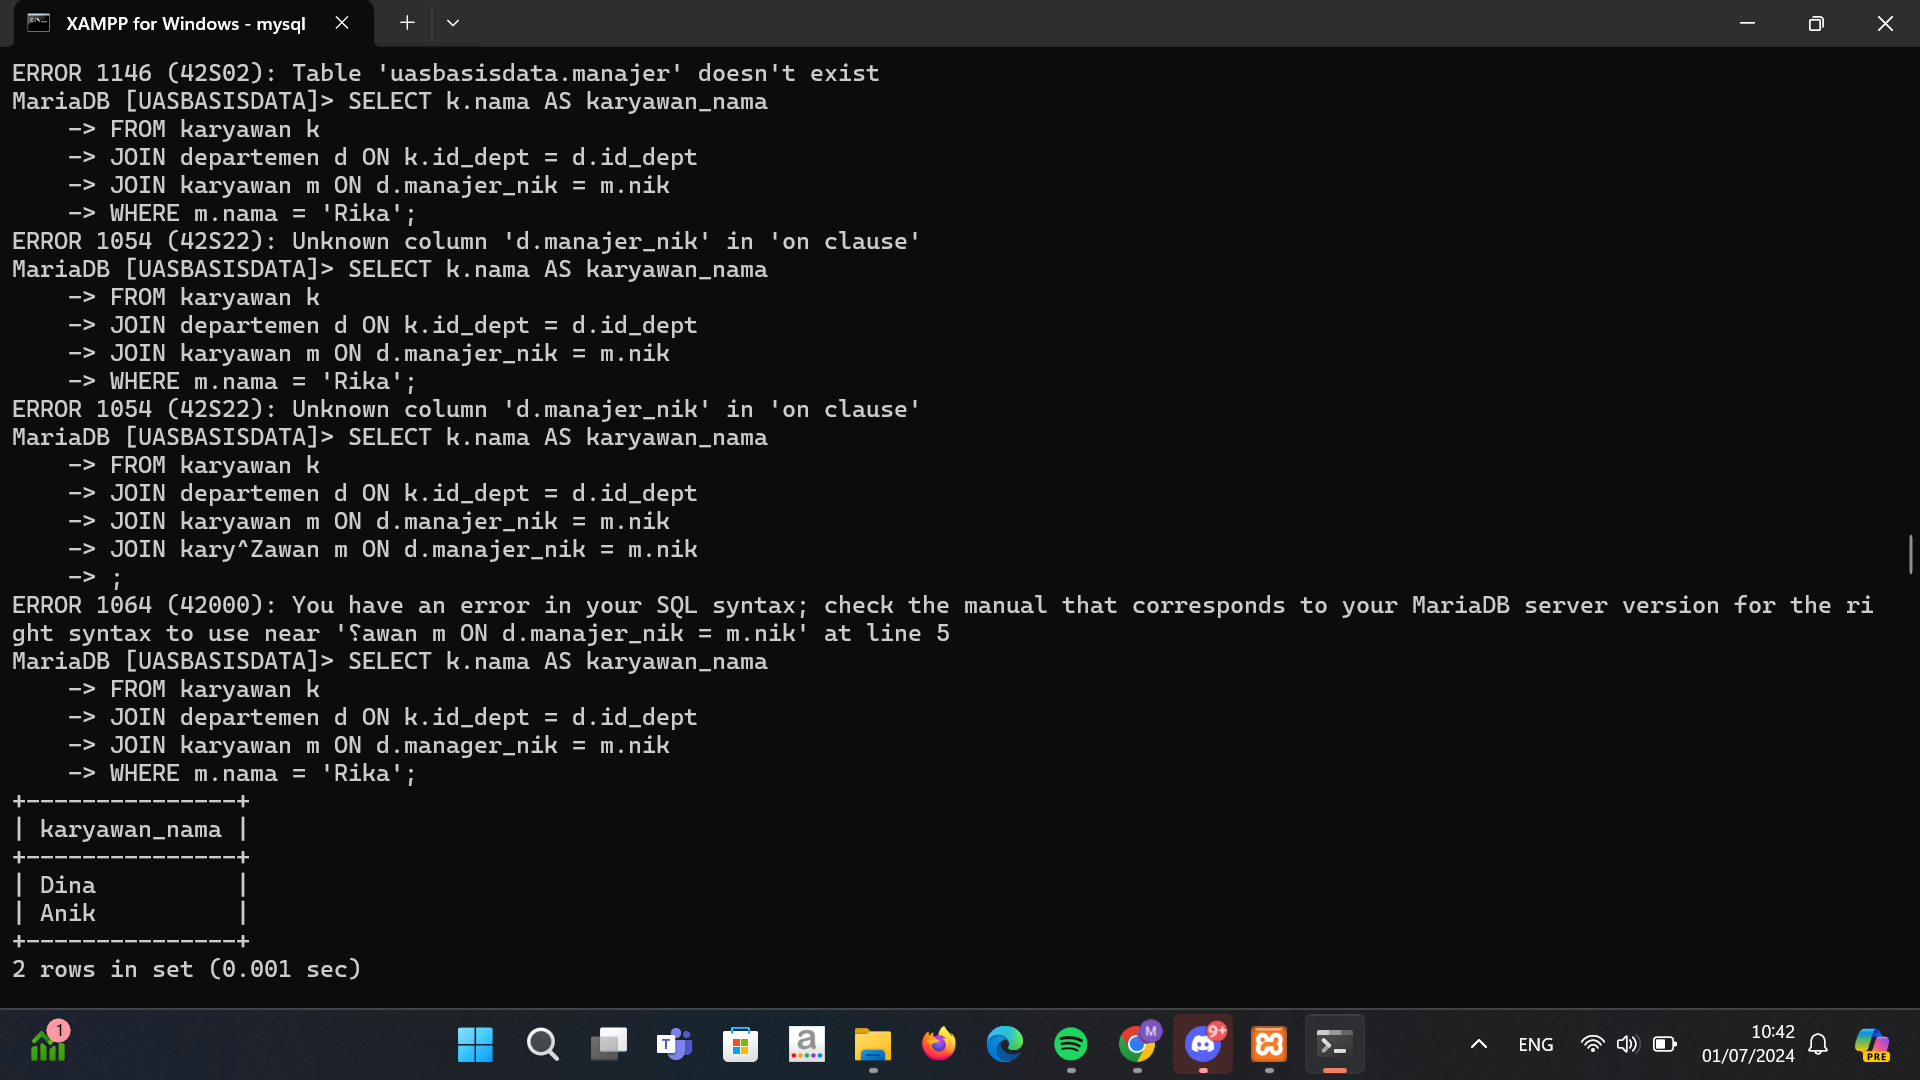 XAMPP for Windows - mysql
ERROR 1146 (42S02): Table 'uasbasisdata.manajer' doesn't exist
MariaDB [UASBASISDATA]> SELECT k.nama AS karyawan_nama
    -> FROM karyawan k
    -> JOIN departemen d ON k.id_dept = d.id_dept
    -> JOIN karyawan m ON d.manajer_nik = m.nik
    -> WHERE m.nama = 'Rika';
ERROR 1054 (42S22): Unknown column 'd.manajer_nik' in 'on clause'
MariaDB [UASBASISDATA]> SELECT k.nama AS karyawan_nama
    -> FROM karyawan k
    -> JOIN departemen d ON k.id_dept = d.id_dept
    -> JOIN karyawan m ON d.manajer_nik = m.nik
    -> WHERE m.nama = 'Rika';
ERROR 1054 (42S22): Unknown column 'd.manajer_nik' in 'on clause'
MariaDB [UASBASISDATA]> SELECT k.nama AS karyawan_nama
    -> FROM karyawan k
    -> JOIN departemen d ON k.id_dept = d.id_dept
    -> JOIN karyawan m ON d.manajer_nik = m.nik
    -> JOIN kary^Zawan m ON d.manajer_nik = m.nik
    -> ;
ERROR 1064 (42000): You have an error in your SQL syntax; check the manual that corresponds to your MariaDB server version for the ri
ght syntax to use near '␦awan m ON d.manajer_nik = m.nik' at line 5
MariaDB [UASBASISDATA]> SELECT k.nama AS karyawan_nama
    -> FROM karyawan k
    -> JOIN departemen d ON k.id_dept = d.id_dept
    -> JOIN karyawan m ON d.manager_nik = m.nik
    -> WHERE m.nama = 'Rika';
+---------------+
| karyawan_nama |
+---------------+
| Dina          |
| Anik          |
+---------------+
2 rows in set (0.001 sec)
1
T
a
M
9+
ENG
10:42
01/07/2024
PRE